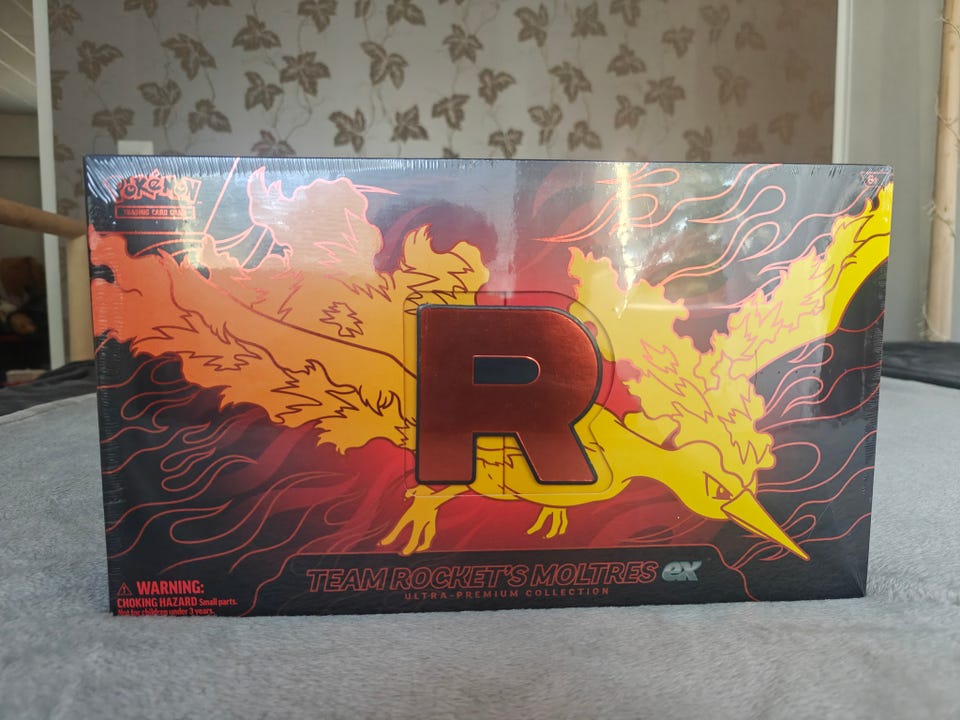 Pokémon
TRADING CARD GAME
R
TEAM ROCKET'S MOLTRES ex
ULTRA-PREMIUM COLLECTION
WARNING:
CHOKING HAZARD Small parts.
Not for children under 3 years.